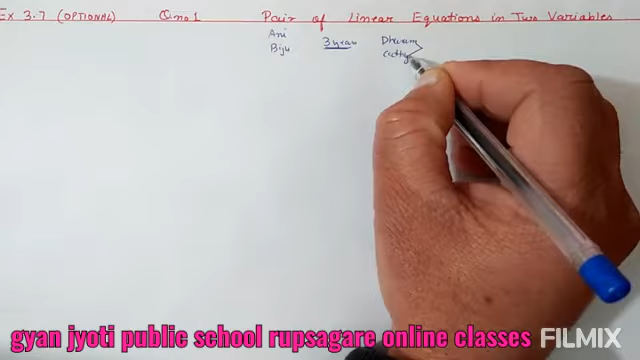 Ex 3.7 (OPTIONAL) Q.no 1 Pair of Linear Equations in Two Variables
Ani
Biju 3 years Dharam
Cathy
gyan jyoti public school rupsagare online classes
FILMIX